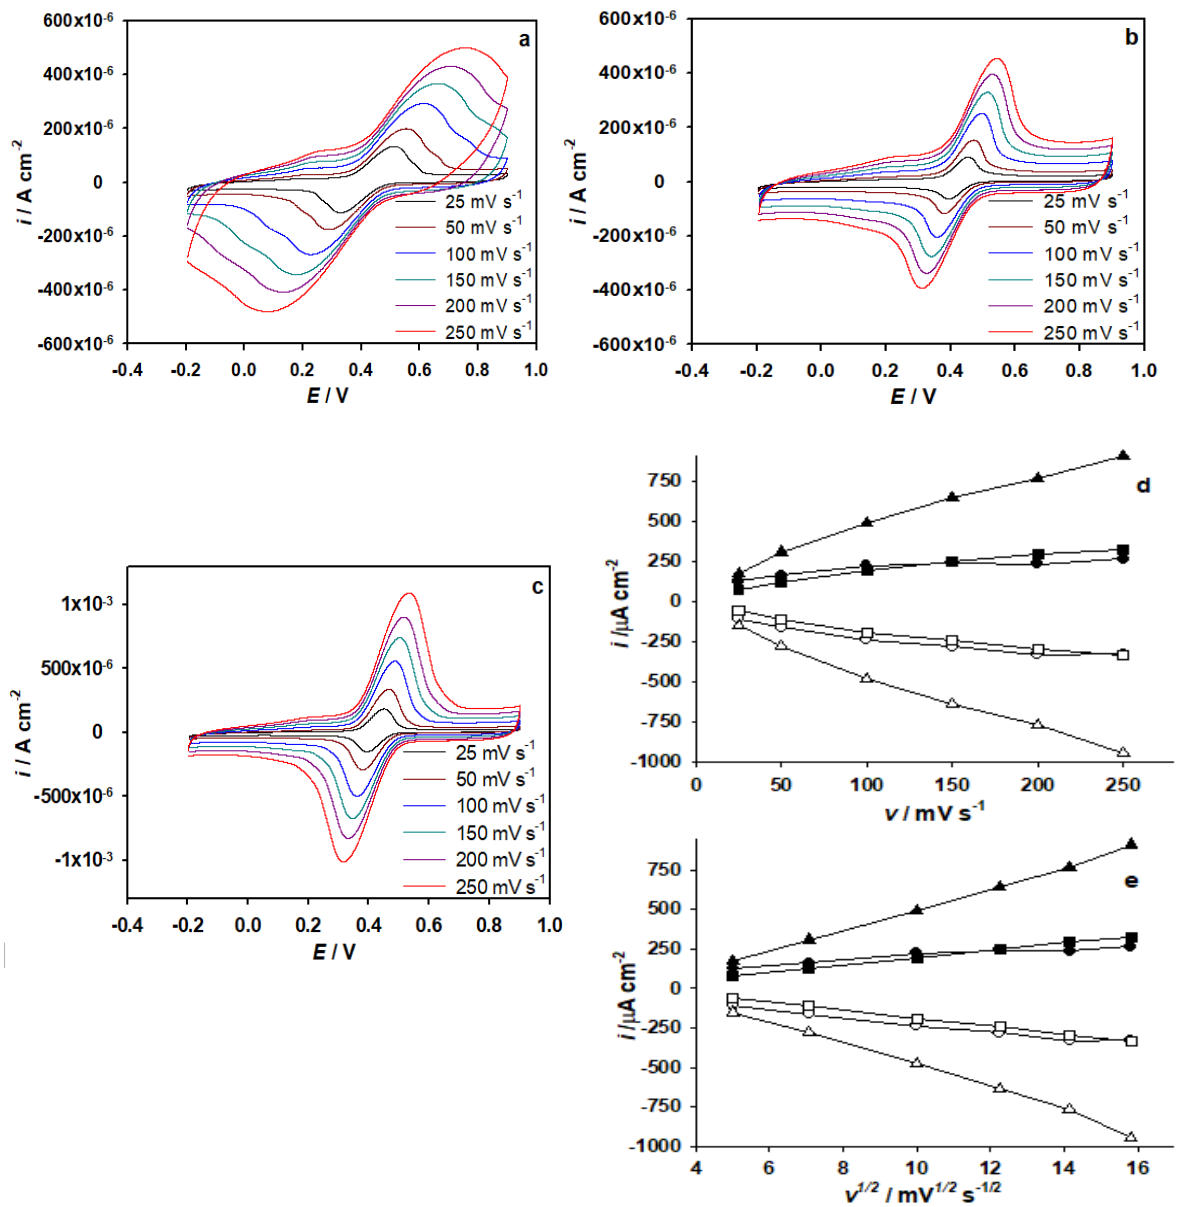 a
600x10-6
400x10-6
200x10-6
0
-200x10-6
-400x10-6
-600x10-6
i / A cm-2
25 mV s-1
50 mV s-1
100 mV s-1
150 mV s-1
200 mV s-1
250 mV s-1
-0.4 -0.2 0.0 0.2 0.4 0.6 0.8 1.0
E / V
b
600x10-6
400x10-6
200x10-6
0
-200x10-6
-400x10-6
-600x10-6
i / A cm-2
25 mV s-1
50 mV s-1
100 mV s-1
150 mV s-1
200 mV s-1
250 mV s-1
-0.4 -0.2 0.0 0.2 0.4 0.6 0.8 1.0
E / V
c
1x10-3
500x10-6
0
-500x10-6
-1x10-3
i / A cm-2
25 mV s-1
50 mV s-1
100 mV s-1
150 mV s-1
200 mV s-1
250 mV s-1
-0.4 -0.2 0.0 0.2 0.4 0.6 0.8 1.0
E / V
d
750
500
250
0
-250
-500
-750
-1000
i /µA cm-2
0 50 100 150 200 250
v / mV s-1
e
750
500
250
0
-250
-500
-750
-1000
i /µA cm-2
4 6 8 10 12 14 16
v1/2 / mV1/2 s-1/2